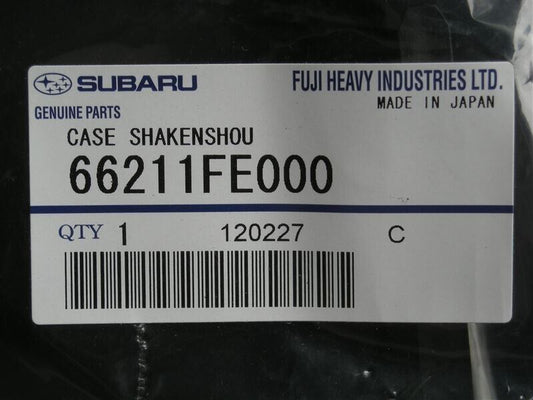 SUBARU
FUJI HEAVY INDUSTRIES LTD.
GENUINE PARTS
MADE IN JAPAN
CASE SHAKENSHOU
66211FE000
QTY 1 120227 C